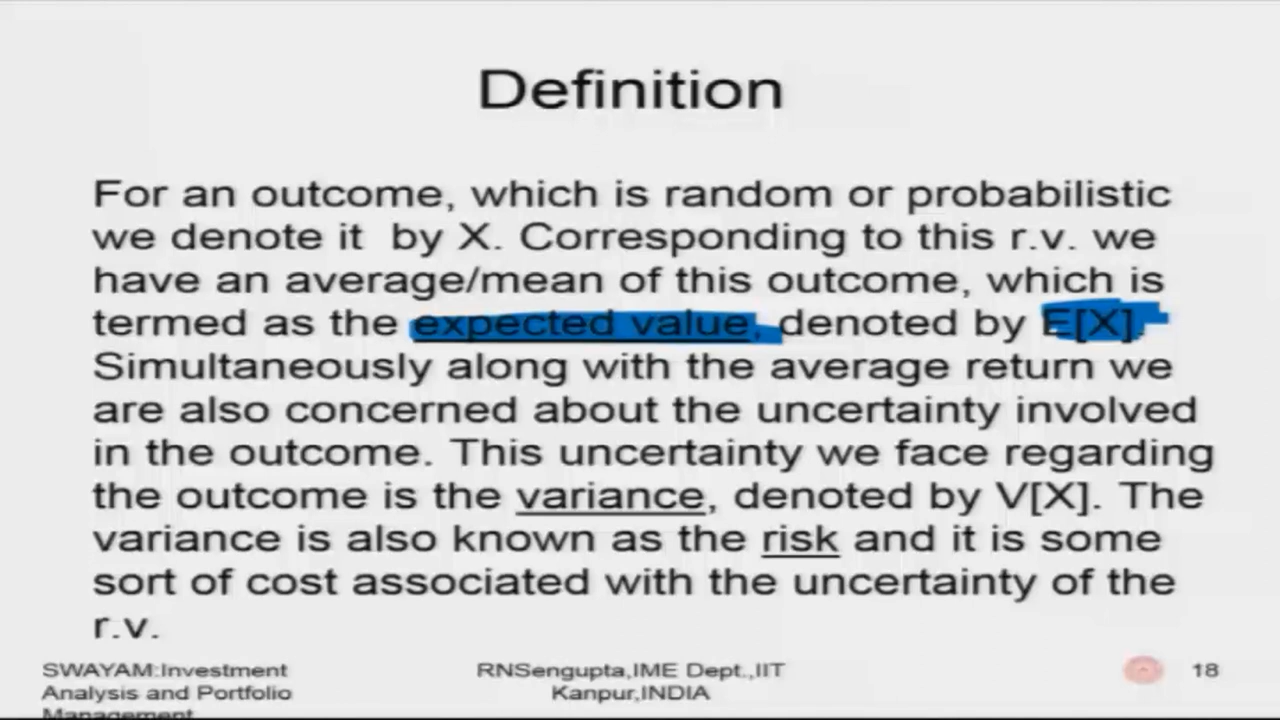 Definition
For an outcome, which is random or probabilistic
we denote it by X. Corresponding to this r.v. we
have an average/mean of this outcome, which is
termed as the expected value, denoted by E[X].
Simultaneously along with the average return we
are also concerned about the uncertainty involved
in the outcome. This uncertainty we face regarding
the outcome is the variance, denoted by V[X]. The
variance is also known as the risk and it is some
sort of cost associated with the uncertainty of the
r.v.
SWAYAM:Investment
Analysis and Portfolio
Management
RNSengupta,IME Dept.,IIT
Kanpur,INDIA
18